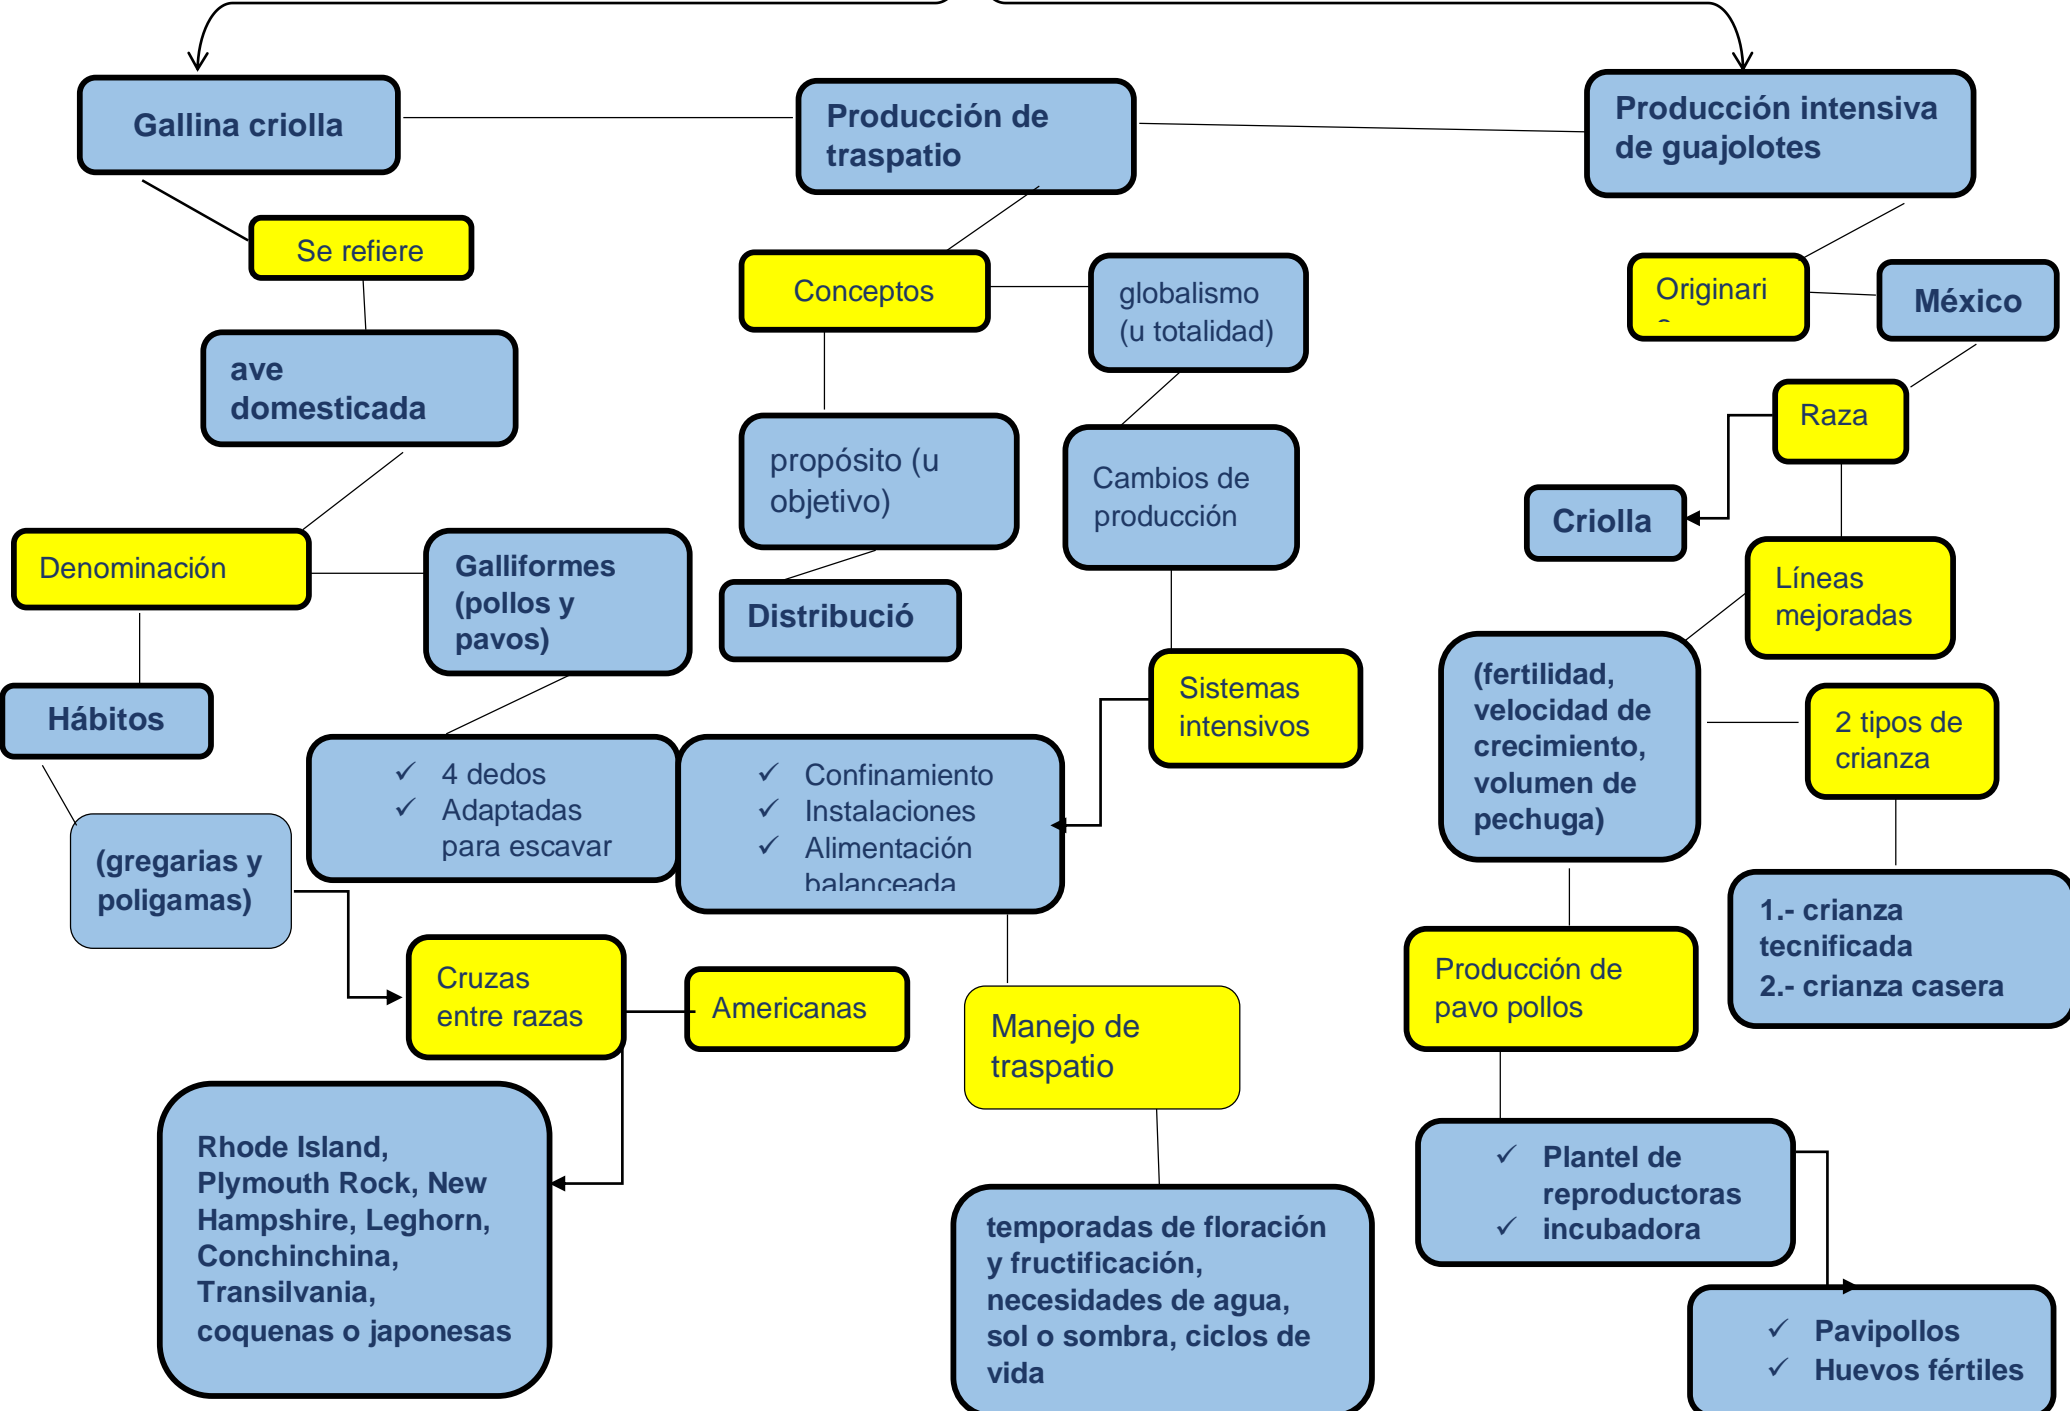 Gallina criolla
Producción de
traspatio
Producción intensiva
de guajolotes
Se refiere
Conceptos
globalismo
(u totalidad)
Originari
México
ave
domesticada
Raza
propósito (u
objetivo)
Cambios de
producción
Criolla
Denominación
Galliformes
(pollos y
pavos)
Líneas
mejoradas
Distribució
Hábitos
Sistemas
intensivos
(fertilidad,
velocidad de
crecimiento,
volumen de
pechuga)
2 tipos de
crianza
✓ 4 dedos
✓ Adaptadas
para escavar
✓ Confinamiento
✓ Instalaciones
✓ Alimentación
balanceada
(gregarias y
poligamas)
1.- crianza
tecnificada
2.- crianza casera
Cruzas
entre razas
Americanas
Manejo de
traspatio
Producción de
pavo pollos
Rhode Island,
Plymouth Rock, New
Hampshire, Leghorn,
Conchinchina,
Transilvania,
coquenas o japonesas
temporadas de floración
y fructificación,
necesidades de agua,
sol o sombra, ciclos de
vida
✓ Plantel de
reproductoras
✓ incubadora
✓ Pavipollos
✓ Huevos fértiles